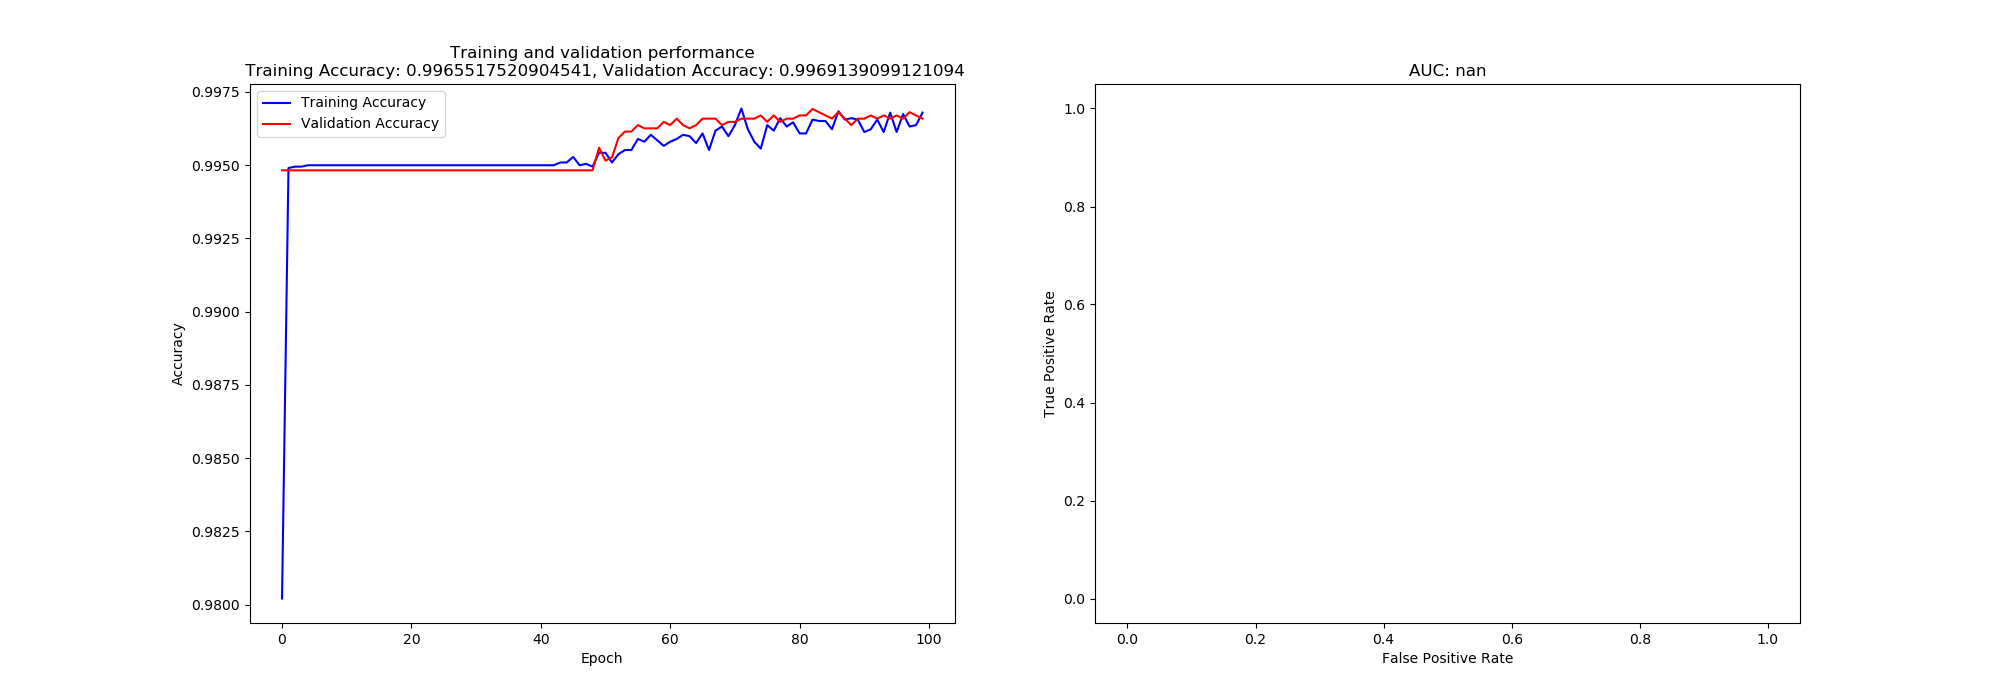 Training and validation performance
Training Accuracy: 0.9965517520904541, Validation Accuracy: 0.9969139099121094
Training Accuracy
Validation Accuracy
0.9975
0.9950
0.9925
0.9900
0.9875
0.9850
0.9825
0.9800
Accuracy
0 20 40 60 80 100
Epoch
AUC: nan
1.0
0.8
0.6
0.4
0.2
0.0
True Positive Rate
0.0 0.2 0.4 0.6 0.8 1.0
False Positive Rate